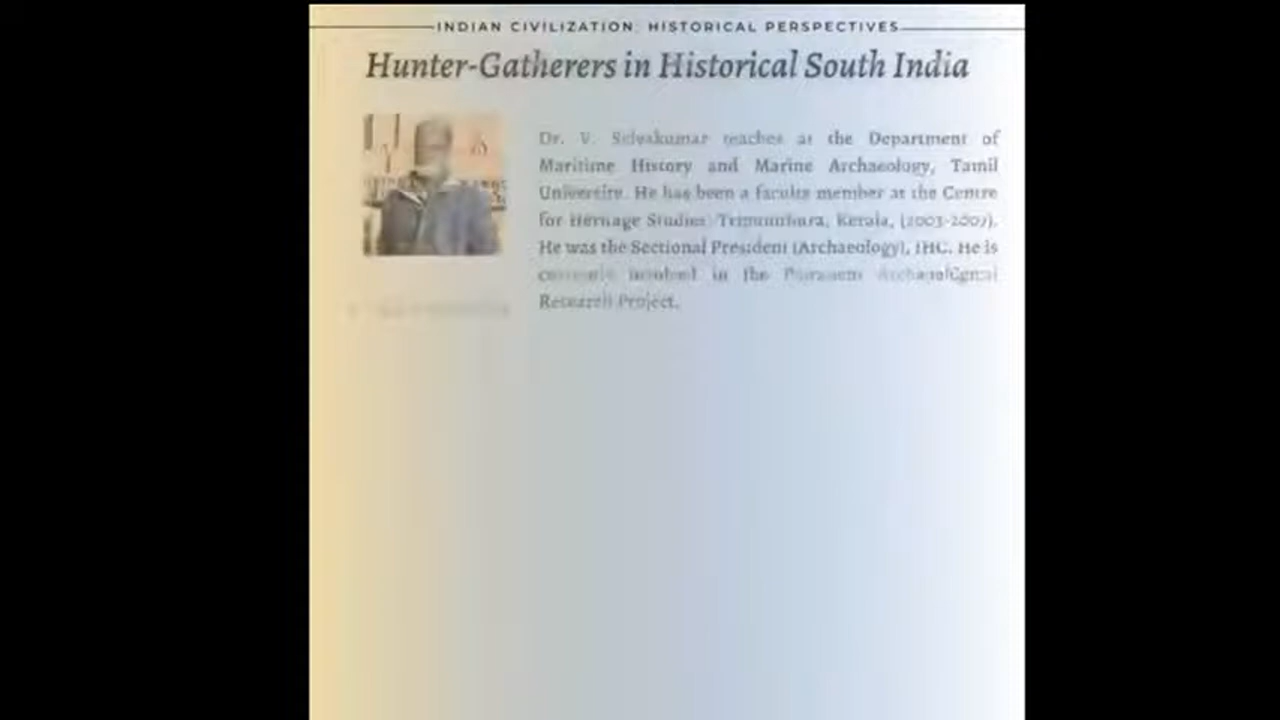 INDIAN CIVILIZATION: HISTORICAL PERSPECTIVES
Hunter-Gatherers in Historical South India
Dr. V. Selvakumar teaches at the Department of
Maritime History and Marine Archaeology, Tamil
University. He has been a faculty member at the Centre
for Heritage Studies, Kerala, (2003-2007).
He was the Sectional President (Archaeology), IHC. He is
involved in the
Research Project.